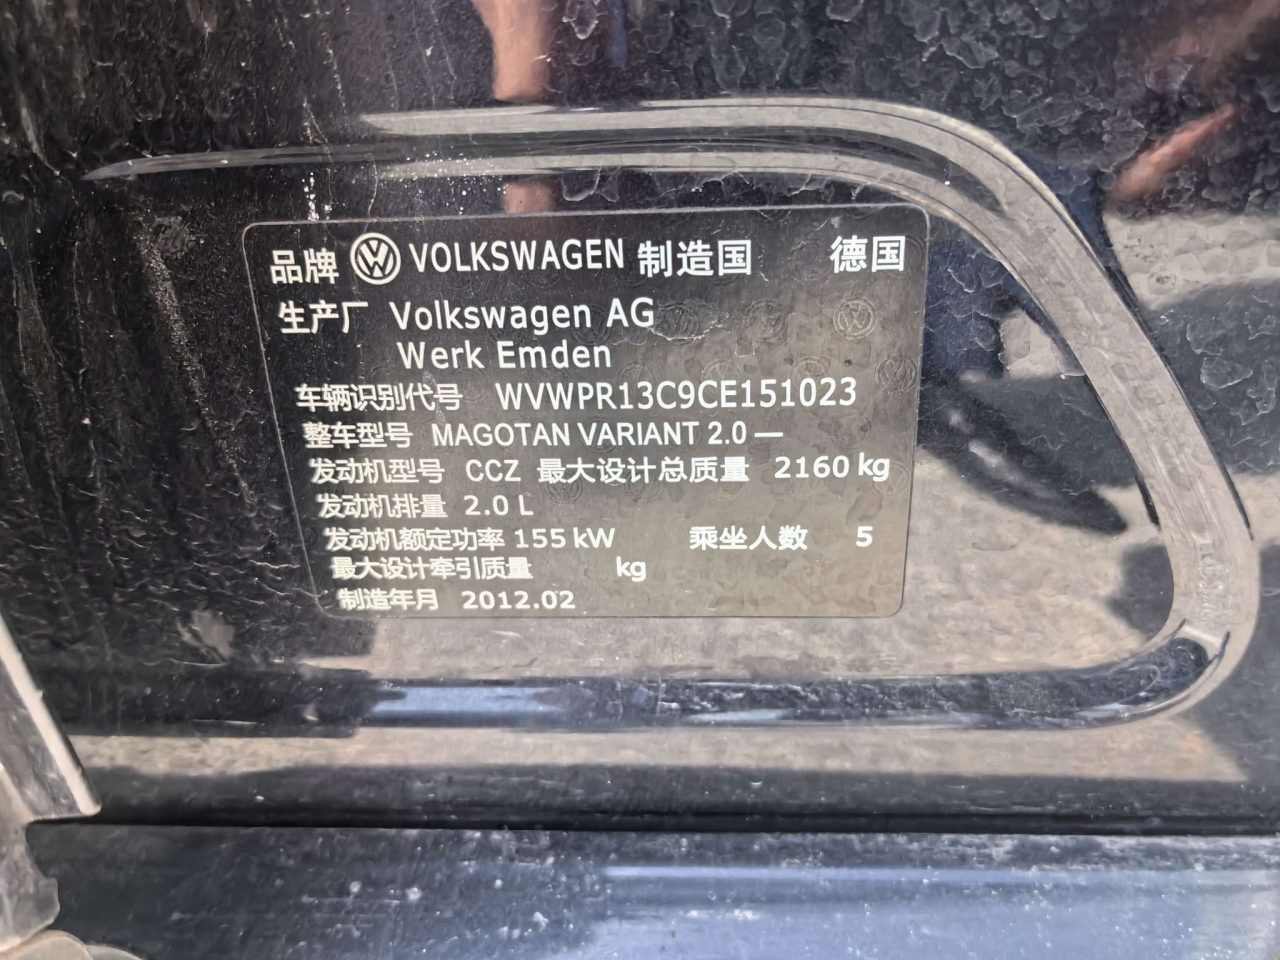 品牌 VOLKSWAGEN 制造国 德国
生产厂 Volkswagen AG
Werk Emden
车辆识别代号 WVWPR13C9CE151023
整车型号 MAGOTAN VARIANT 2.0 —
发动机型号 CCZ 最大设计总质量 2160 kg
发动机排量 2.0 L
发动机额定功率 155 kW 乘坐人数 5
最大设计牵引质量 kg
制造年月 2012.02